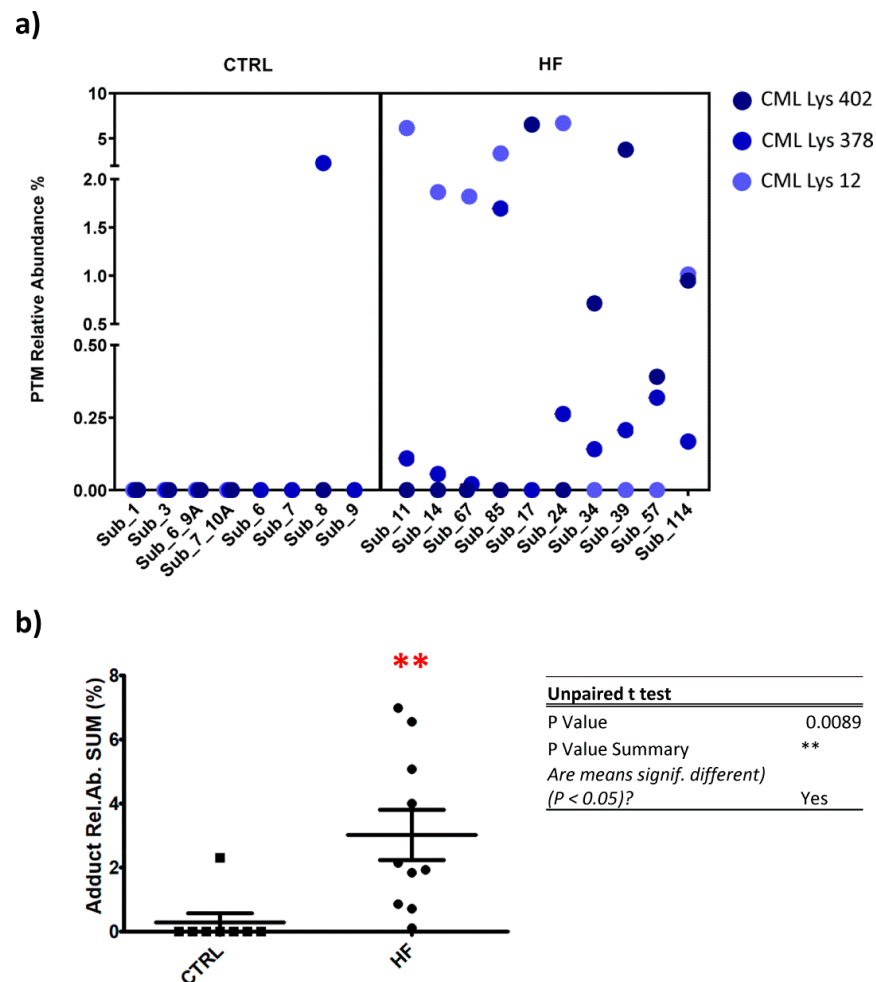 a)
CTRL
HF
10
5
2.0
1.5
1.0
0.5
0.50
0.25
0.00
PTM Relative Abundance %
Sub_1
Sub_3
Sub_6_9A
Sub_7_10A
Sub_6
Sub_7
Sub_8
Sub_9
Sub_11
Sub_14
Sub_67
Sub_85
Sub_17
Sub_24
Sub_34
Sub_39
Sub_57
Sub_114
CML Lys 402
CML Lys 378
CML Lys 12
b)
**
8
6
4
2
0
Adduct Rel.Ab. SUM (%)
CTRL
HF
Unpaired t test
P Value 0.0089
P Value Summary **
Are means signif. different)
(P < 0.05)? Yes